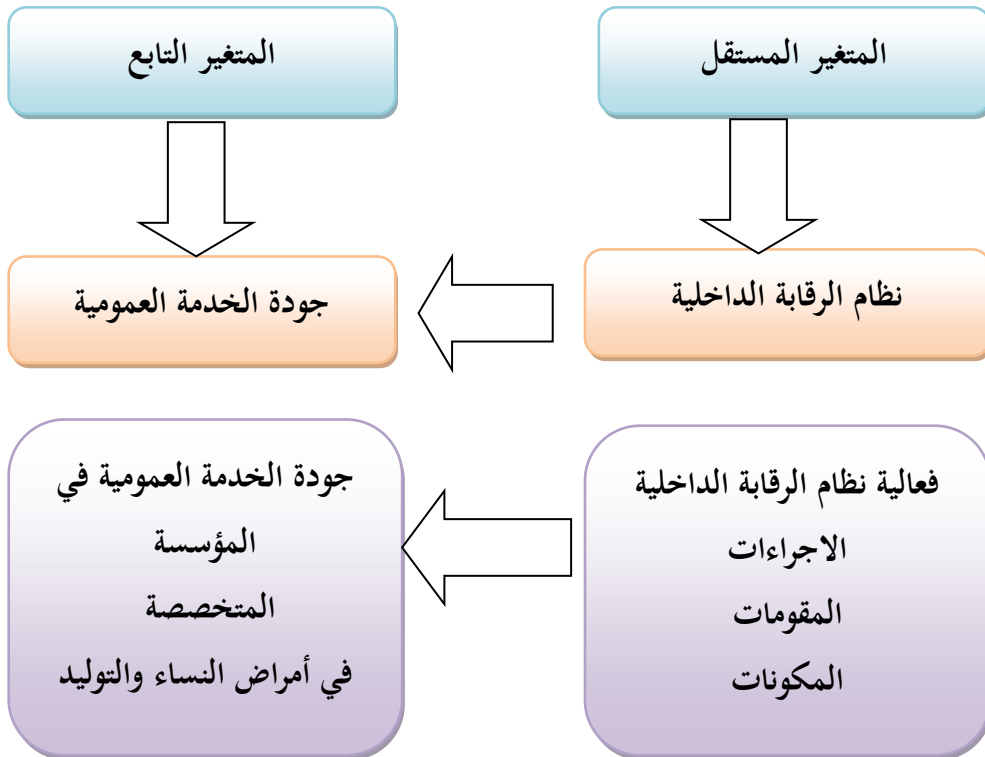 المتغير المستقل
المتغير التابع
نظام الرقابة الداخلية
جودة الخدمة العمومية
فعالية نظام الرقابة الداخلية
الاجراءات
المقومات
المكونات
جودة الخدمة العمومية في
المؤسسة
المتخصصة
في أمراض النساء والتوليد